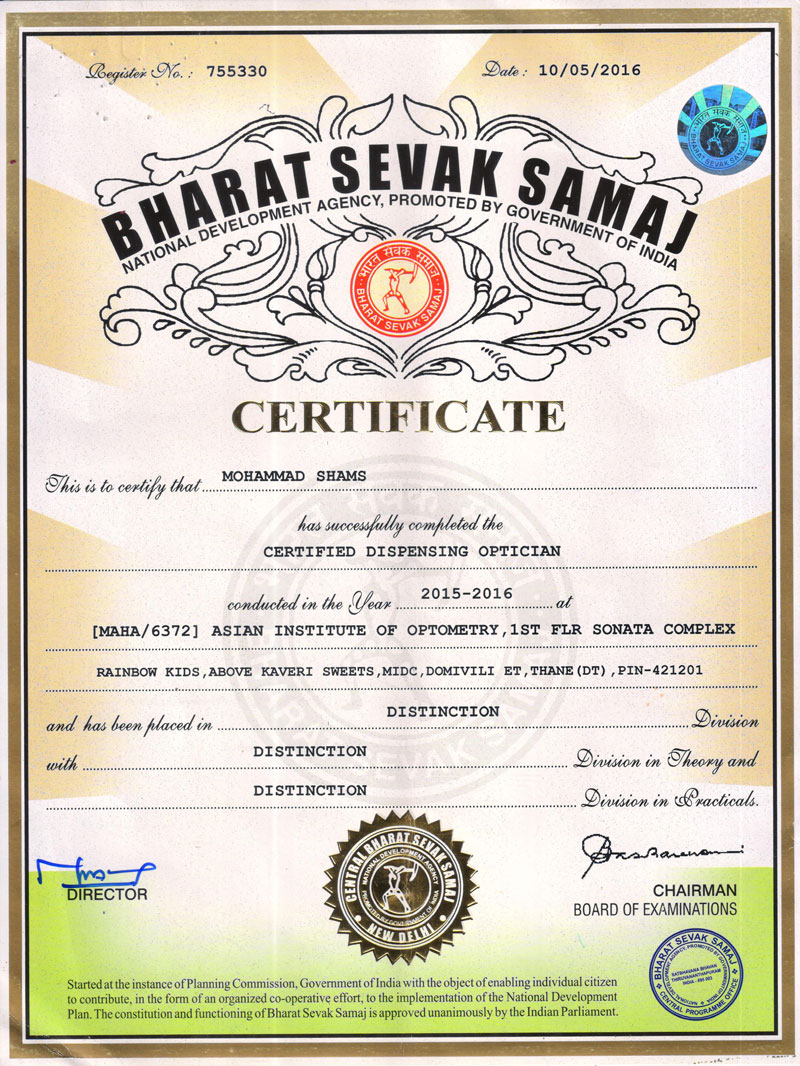 Register No. : 755330
Date : 10/05/2016
भारत सेवक समाज
BHARAT SEVAK SAMAJ
BHARAT SEVAK SAMAJ
NATIONAL DEVELOPMENT AGENCY, PROMOTED BY GOVERNMENT OF INDIA
भारत सेवक समाज
BHARAT SEVAK SAMAJ
CERTIFICATE
This is to certify that MOHAMMAD SHAMS
has successfully completed the
CERTIFIED DISPENSING OPTICIAN
conducted in the Year 2015-2016 at
[MAHA/6372] ASIAN INSTITUTE OF OPTOMETRY,1ST FLR SONATA COMPLEX
RAINBOW KIDS,ABOVE KAVERI SWEETS,MIDC,DOMIVILI ET,THANE(DT),PIN-421201
and has been placed in DISTINCTION Division
with DISTINCTION Division in Theory and
DISTINCTION Division in Practicals.
DIRECTOR
CENTRAL BHARAT SEVAK SAMAJ
NATIONAL DEVELOPMENT AGENCY
PROMOTED BY GOVERNMENT OF INDIA
NEW DELHI
CHAIRMAN
BOARD OF EXAMINATIONS
BHARAT SEVAK SAMAJ
NATIONAL DEVELOPMENT AGENCY, PROMOTED BY GOVERNMENT OF INDIA
SATBHAVANA BHAVAN
THIRUVANANTHAPURAM
INDIA - 695 003
CENTRAL PROGRAMME OFFICE
Started at the instance of Planning Commission, Government of India with the object of enabling individual citizen
to contribute, in the form of an organized co-operative effort, to the implementation of the National Development
Plan. The constitution and functioning of Bharat Sevak Samaj is approved unanimously by the Indian Parliament.